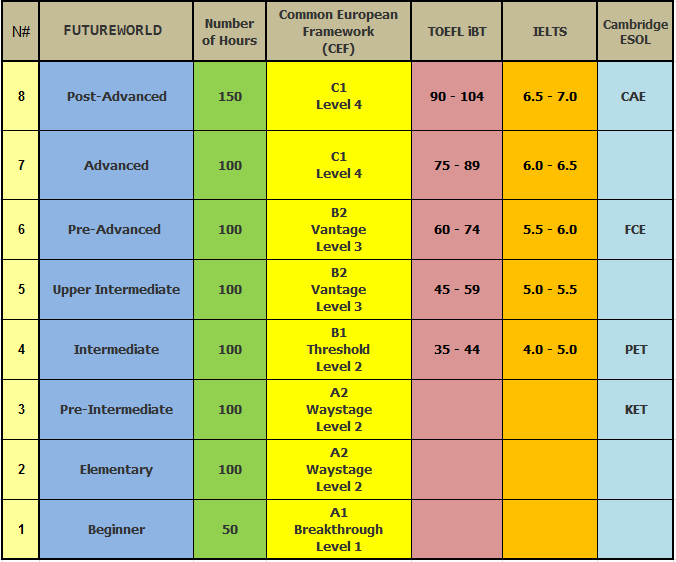 N#
FUTUREWORLD
Number
of Hours
Common European
Framework
(CEF)
TOEFL iBT
IELTS
Cambridge
ESOL
8
Post-Advanced
150
C1
Level 4
90 - 104
6.5 - 7.0
CAE
7
Advanced
100
C1
Level 4
75 - 89
6.0 - 6.5
6
Pre-Advanced
100
B2
Vantage
Level 3
60 - 74
5.5 - 6.0
FCE
5
Upper Intermediate
100
B2
Vantage
Level 3
45 - 59
5.0 - 5.5
4
Intermediate
100
B1
Threshold
Level 2
35 - 44
4.0 - 5.0
PET
3
Pre-Intermediate
100
A2
Waystage
Level 2
KET
2
Elementary
100
A2
Waystage
Level 2
1
Beginner
50
A1
Breakthrough
Level 1